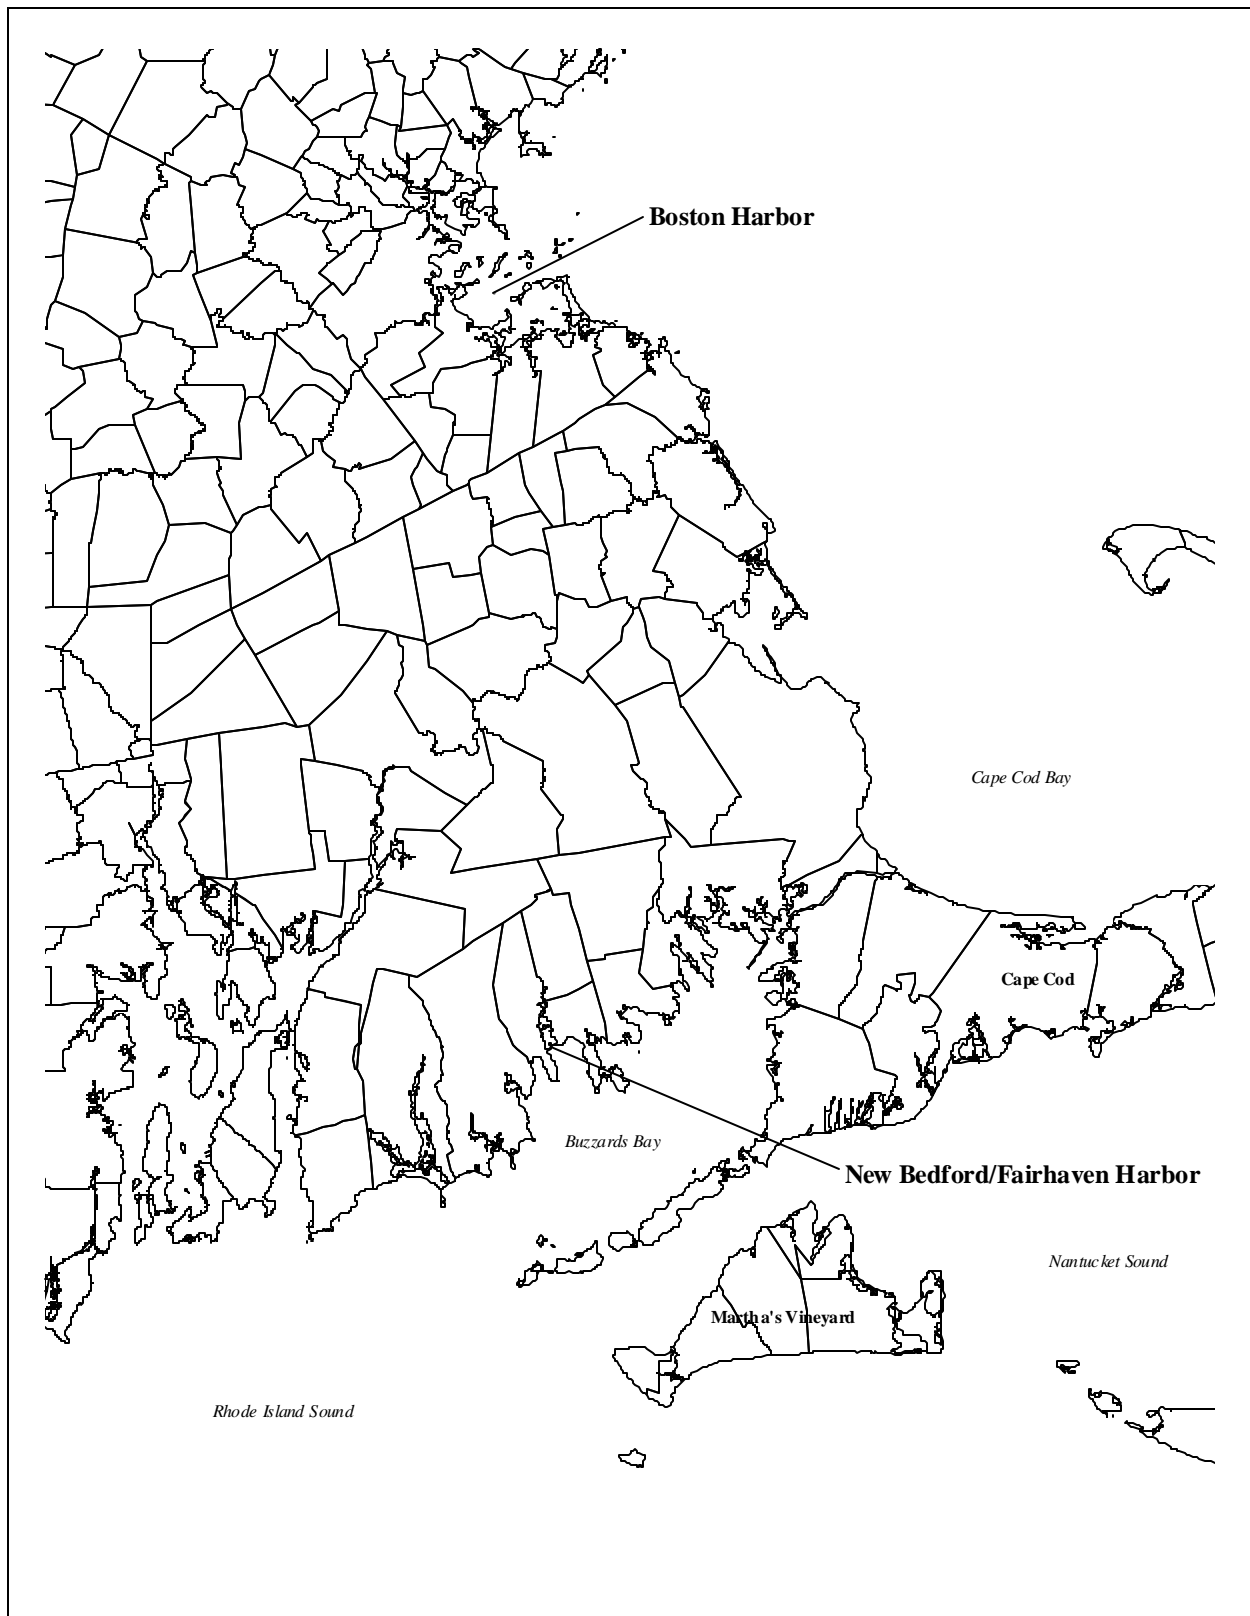 Boston Harbor
Cape Cod Bay
Cape Cod
Buzzards Bay
New Bedford/Fairhaven Harbor
Nantucket Sound
Martha's Vineyard
Rhode Island Sound